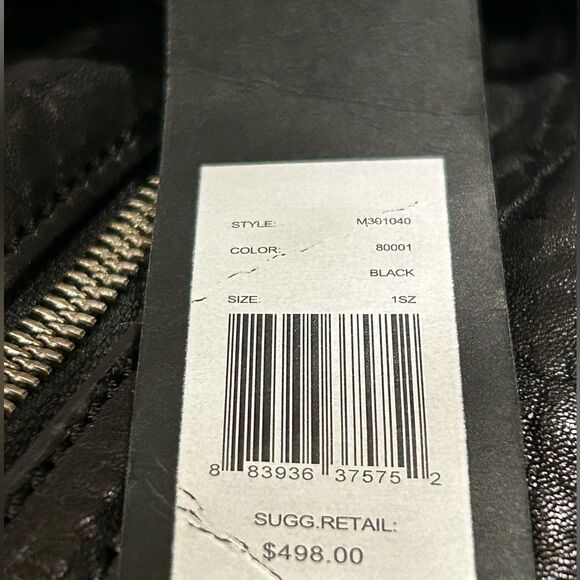 STYLE: M301040
COLOR: 80001
BLACK
SIZE: 1SZ
8 83936 37575 2
SUGG.RETAIL:
$498.00